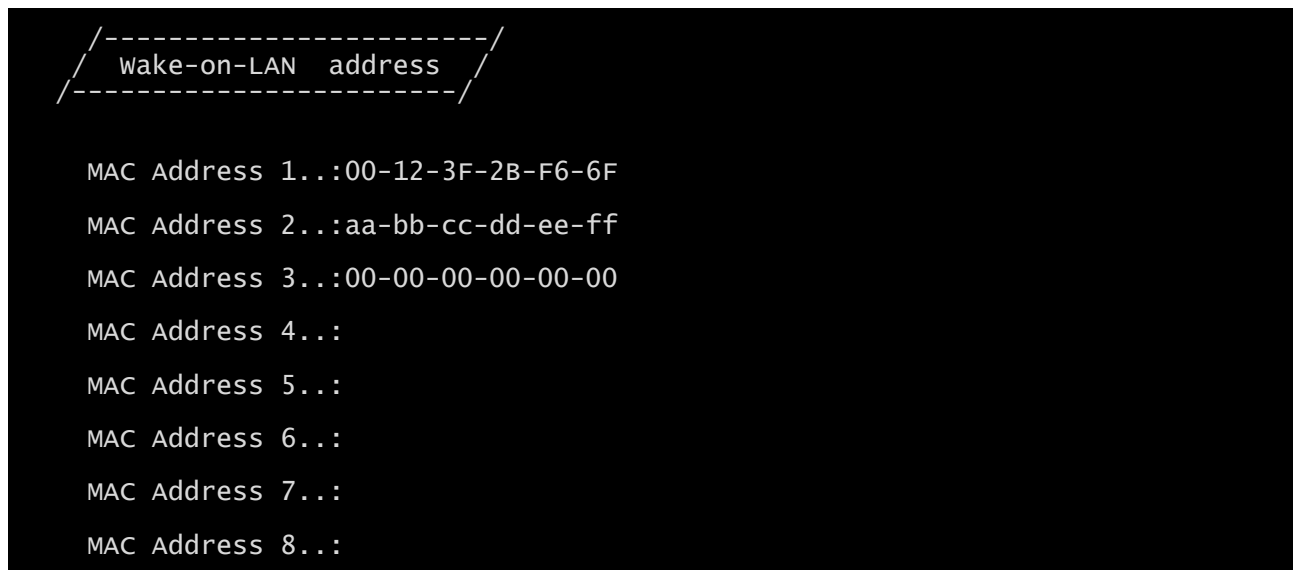 /------------------------/
/  Wake-on-LAN  address  /
/------------------------/
MAC Address 1..:00-12-3F-2B-F6-6F
MAC Address 2..:aa-bb-cc-dd-ee-ff
MAC Address 3..:00-00-00-00-00-00
MAC Address 4..:
MAC Address 5..:
MAC Address 6..:
MAC Address 7..:
MAC Address 8..: